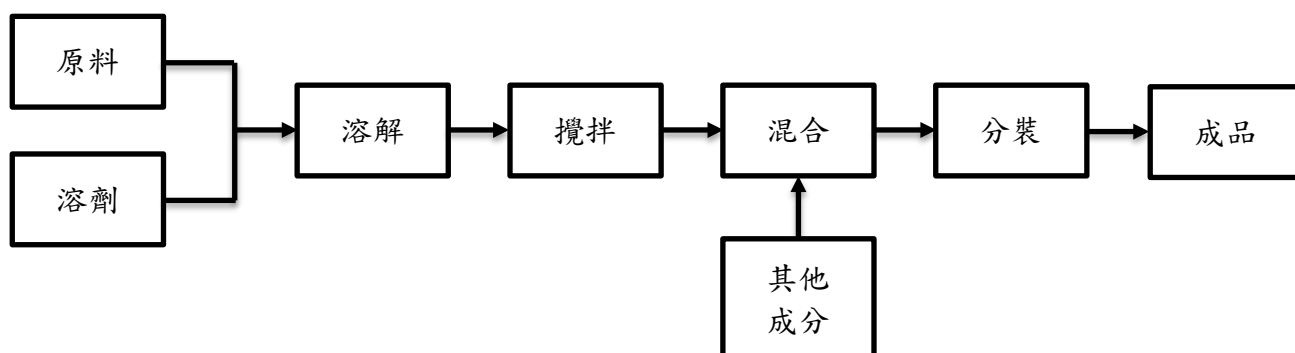 原料
溶劑
溶解
攪拌
混合
分裝
成品
其他
成分